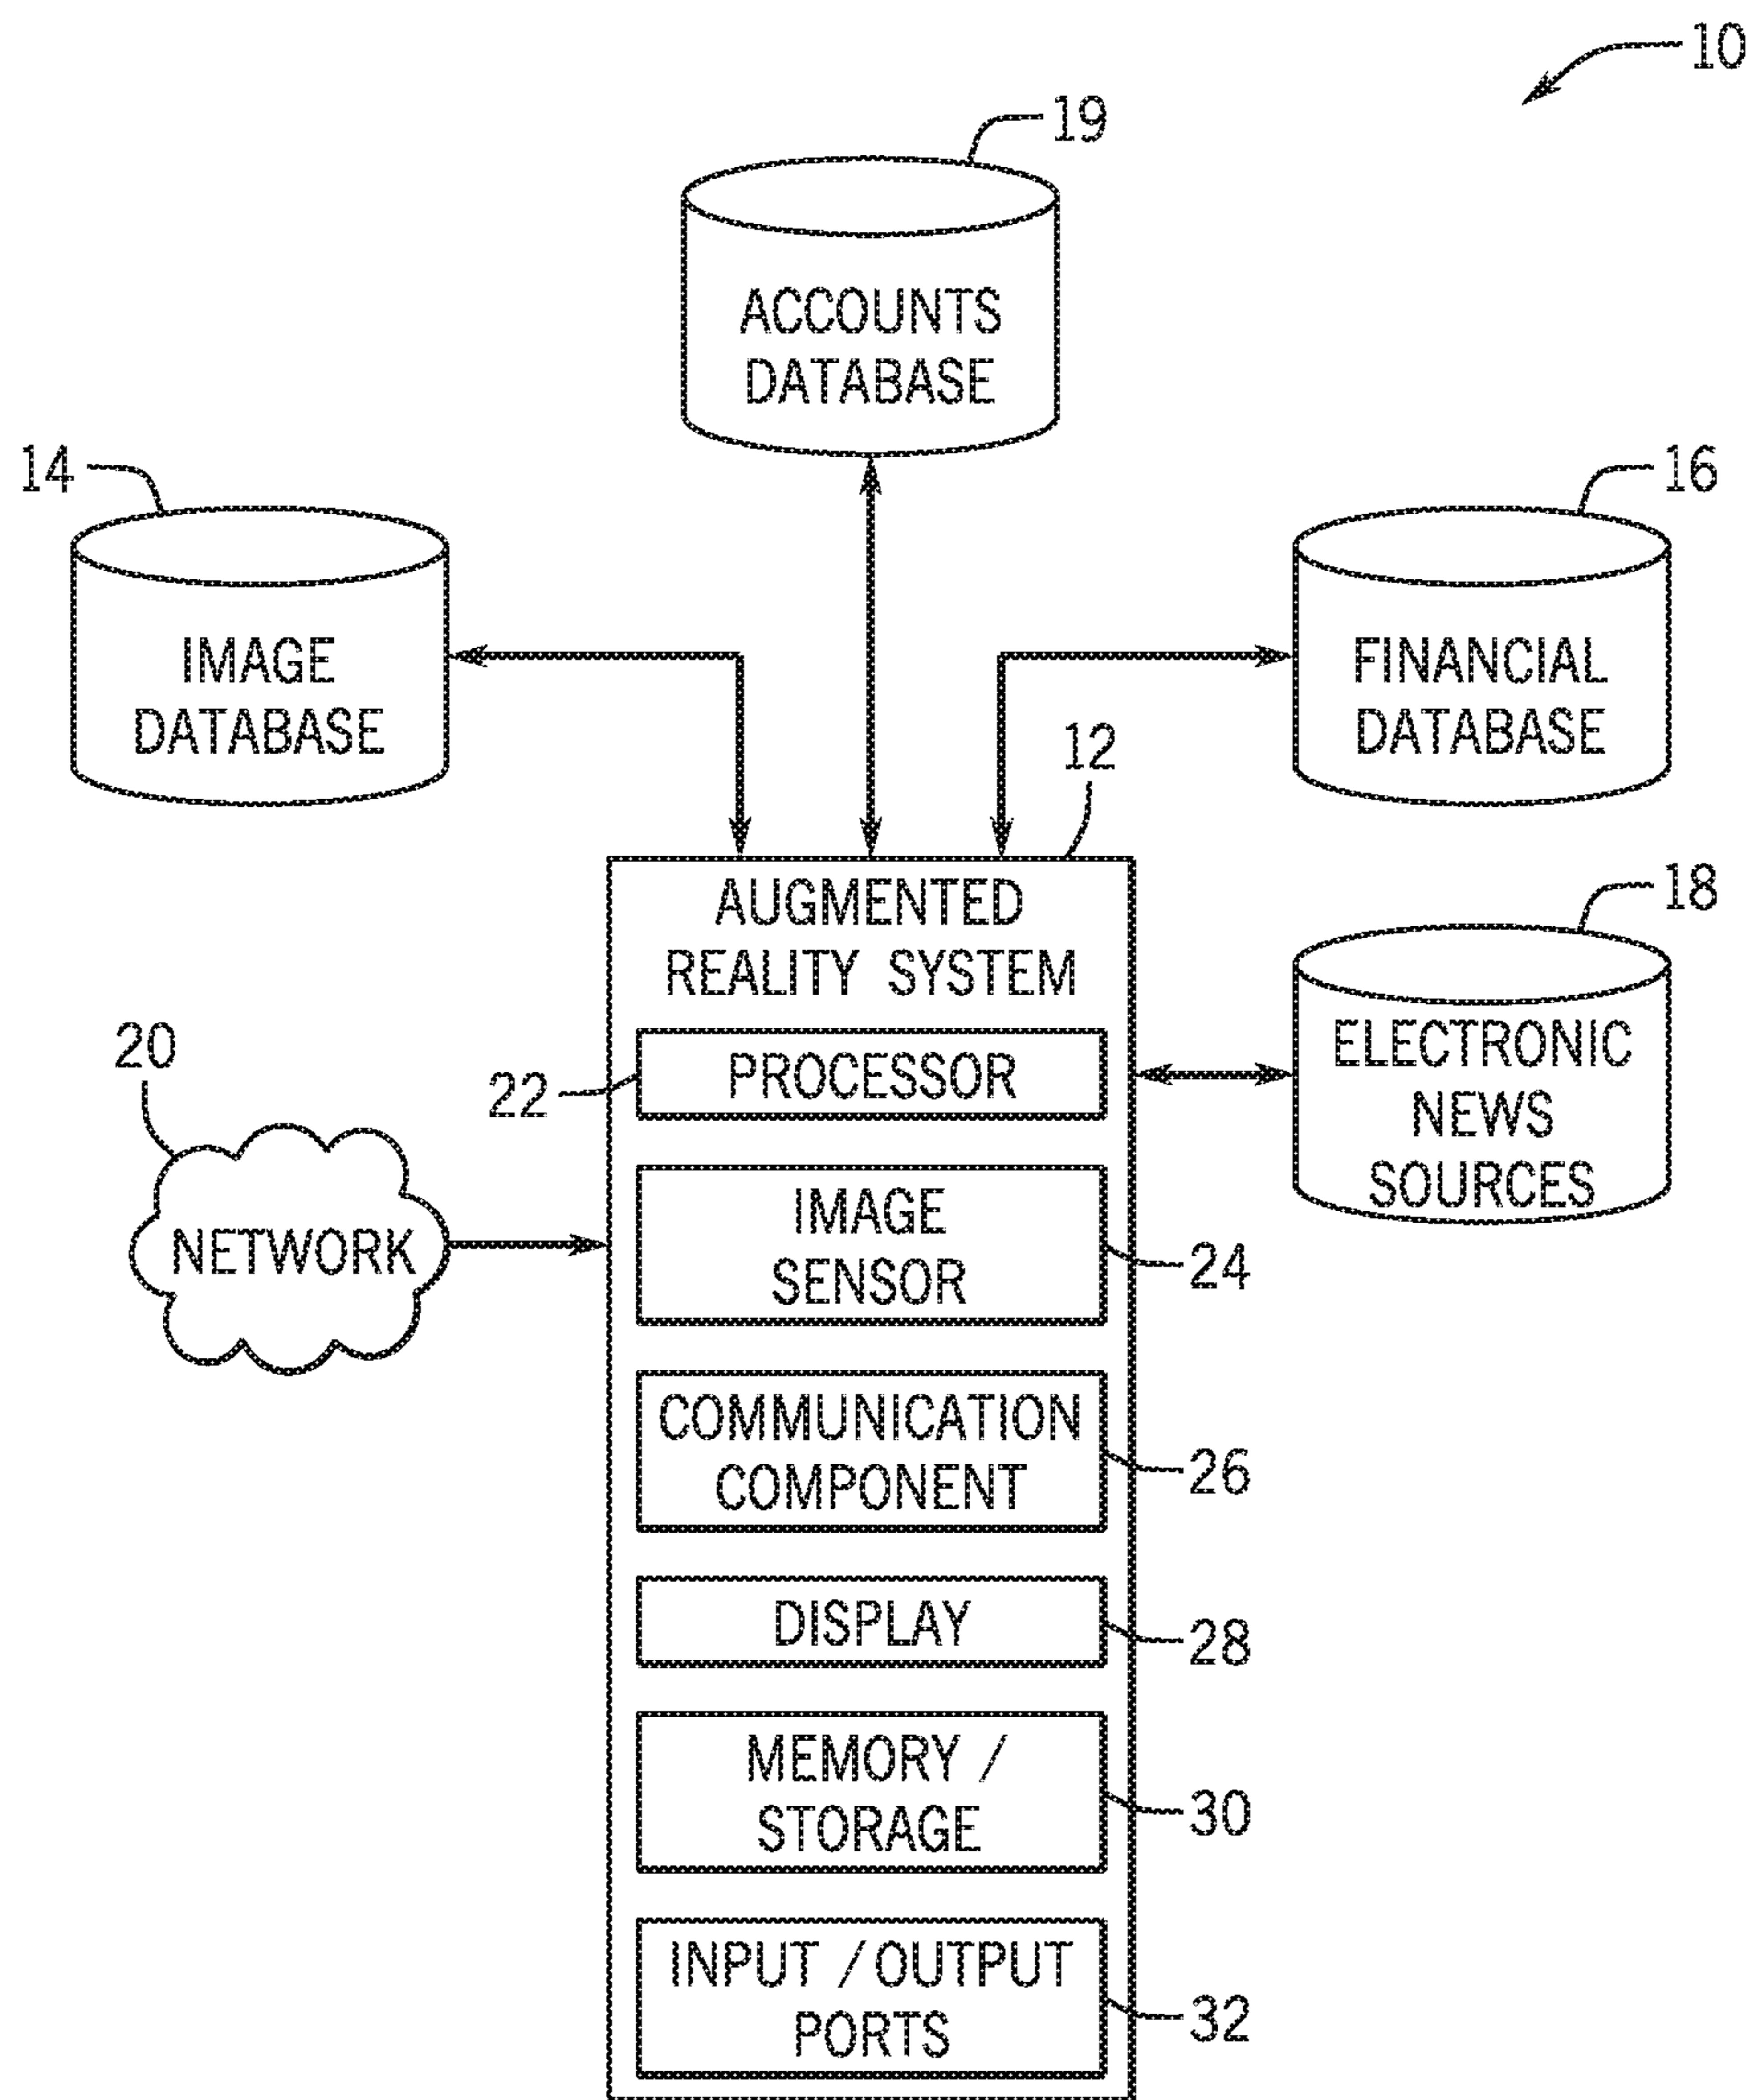 10
19
ACCOUNTS
DATABASE
14
IMAGE
DATABASE
16
FINANCIAL
DATABASE
12
AUGMENTED
REALITY SYSTEM
18
ELECTRONIC
NEWS
SOURCES
20
NETWORK
22
PROCESSOR
IMAGE
SENSOR
24
COMMUNICATION
COMPONENT
26
DISPLAY
28
MEMORY /
STORAGE
30
INPUT / OUTPUT
PORTS
32